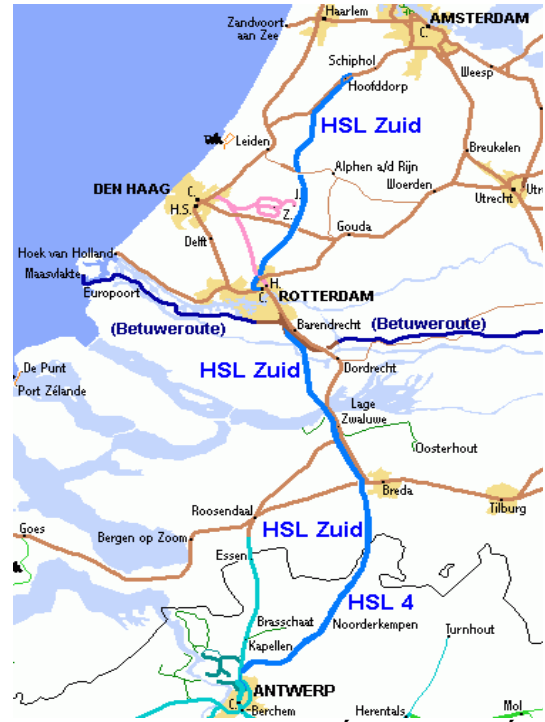 Haarlem
AMSTERDAM
Zandvoort
aan Zee
C.
Schiphol
Weesp
Hoofddorp
HSL Zuid
Leiden
Breukelen
Alphen a/d Rijn
DEN HAAG
C.
J.
Woerden
H.S.
Z.
Utrecht
Utr
Gouda
Delft
Hoek van Holland
Maasvlakte
H.
Europoort
C.
ROTTERDAM
(Betuweroute)
Barendrecht
(Betuweroute)
De Punt
HSL Zuid
Dordrecht
Port Zélande
Lage
Zwaluwe
Oosterhout
Breda
Tilburg
Roosendaal
Goes
HSL Zuid
Bergen op Zoom
Essen
HSL 4
Brasschaat
Noorderkempen
Turnhout
Kapellen
ANTWERP
C.
Berchem
Herentals
Mol